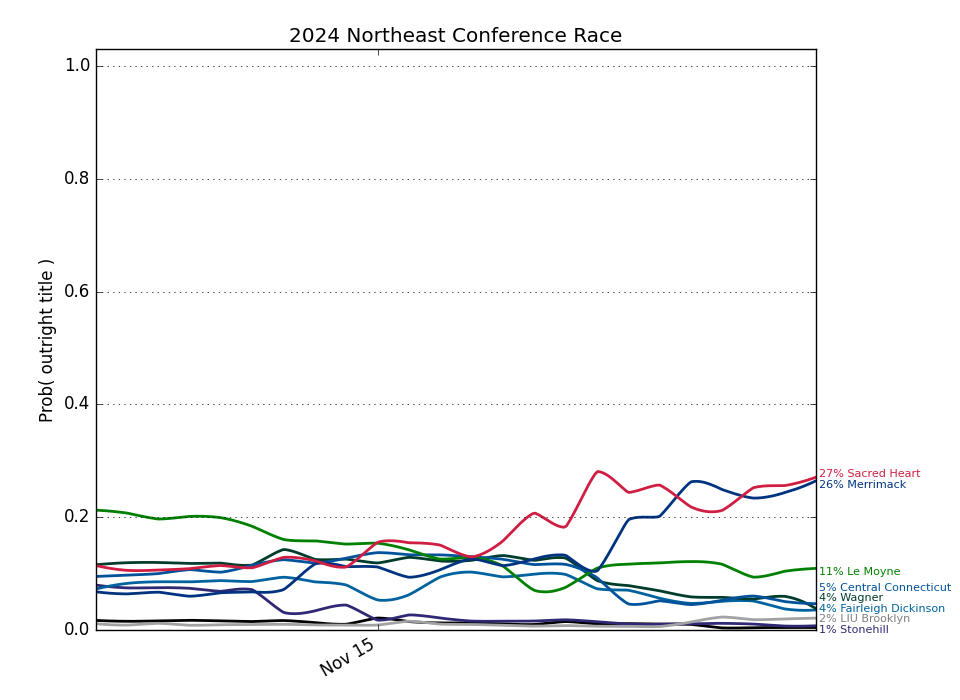 2024 Northeast Conference Race
1.0
0.8
0.6
0.4
0.2
0.0
Prob( outright title )
Nov 15
27% Sacred Heart
26% Merrimack
11% Le Moyne
5% Central Connecticut
4% Wagner
4% Fairleigh Dickinson
2% LIU Brooklyn
1% Stonehill